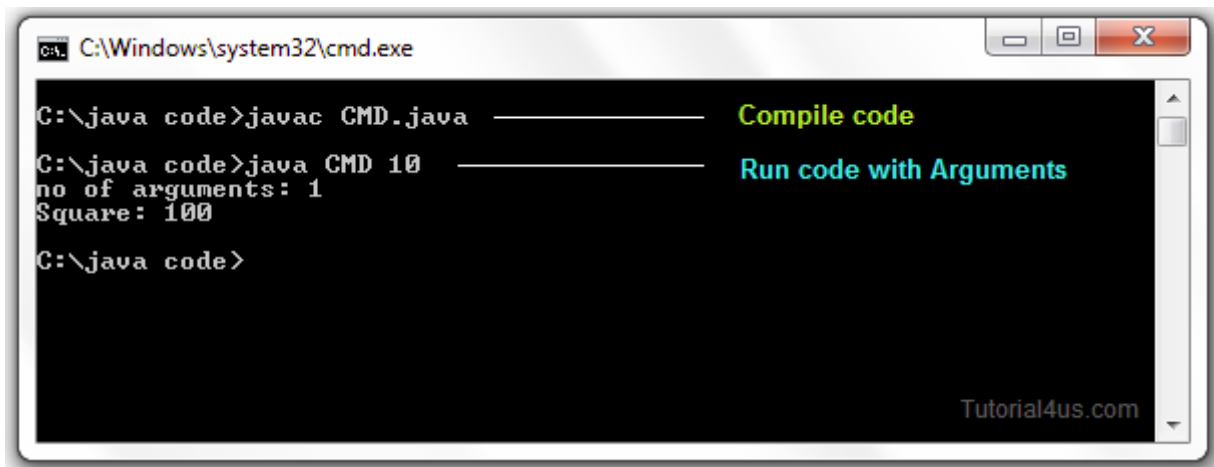 C:\Windows\system32\cmd.exe
C:\java code>javac CMD.java Compile code
C:\java code>java CMD 10 Run code with Arguments
no of arguments: 1
Square: 100
C:\java code>
Tutorial4us.com